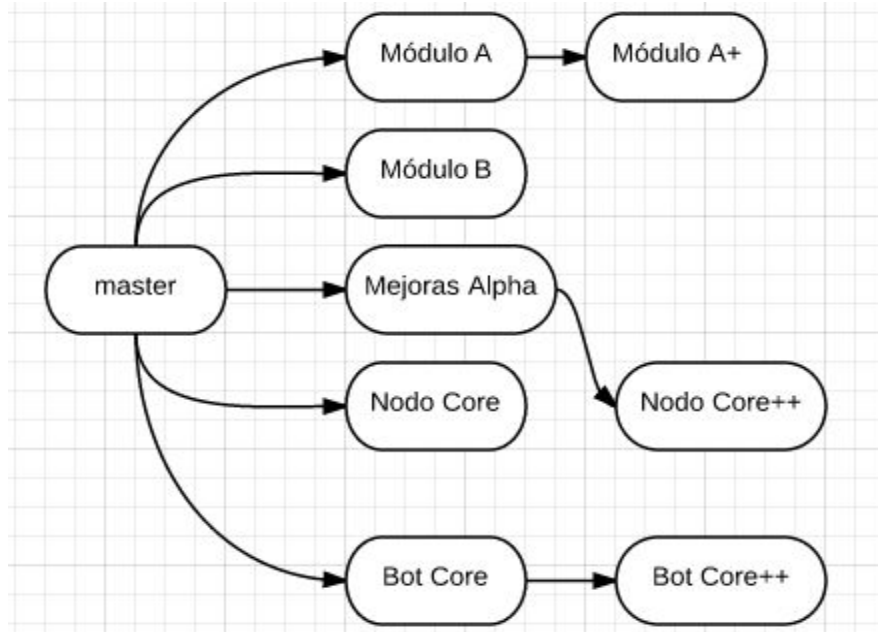 Módulo A
Módulo A+
Módulo B
master
Mejoras Alpha
Nodo Core
Nodo Core++
Bot Core
Bot Core++